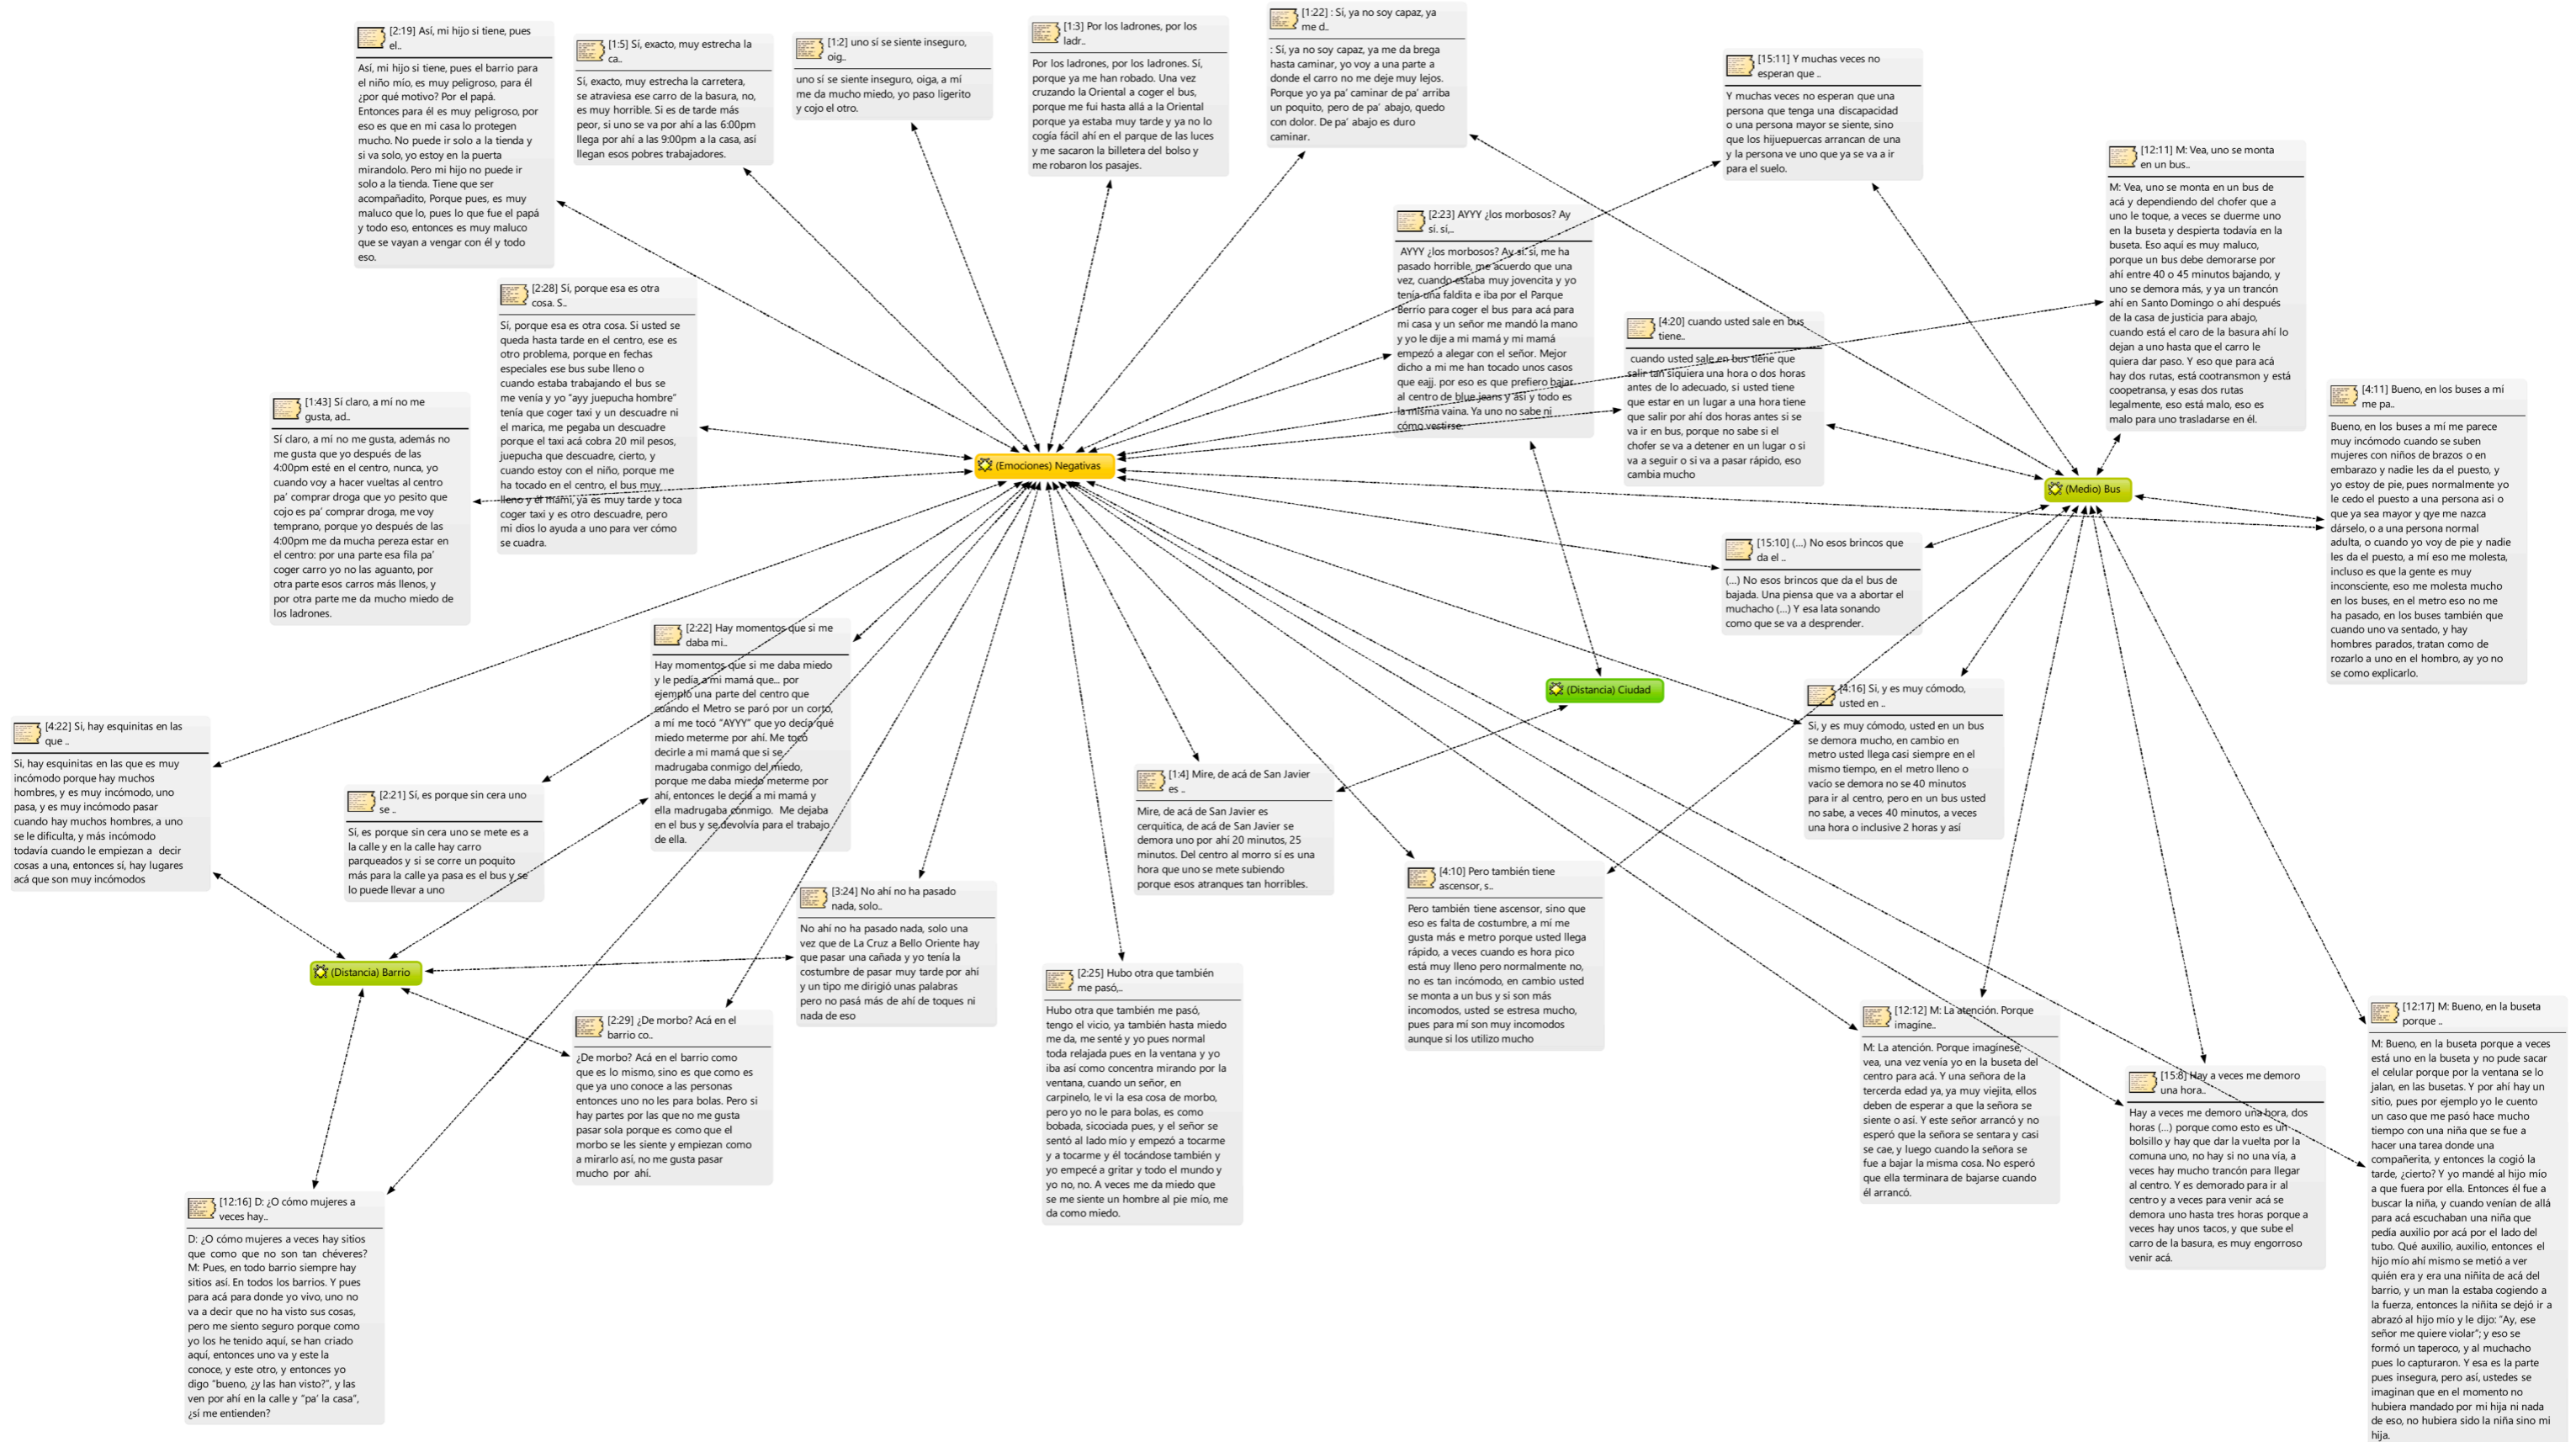 [2:19] Así, mi hijo si tiene, pues
el..
Así, mi hijo si tiene, pues el barrio para
el niño mío, es muy peligroso, para él
¿por qué motivo? Por el papá.
Entonces para él es muy peligroso, por
eso es que en mi casa lo protegen
mucho. No puede ir solo a la tienda y
si va solo, yo estoy en la puerta
mirandolo. Pero mi hijo no puede ir
solo a la tienda. Tiene que ser
acompañadito, Porque pues, es muy
maluco que lo, pues lo que fue el papá
y todo eso, entonces es muy maluco
que se vayan a vengar con él y todo
eso.
[1:5] Sí, exacto, muy estrecha la
ca..
Sí, exacto, muy estrecha la carretera,
se atraviesa ese carro de la basura, no,
es muy horrible. Si es de tarde más
peor, si uno se va por ahí a las 6:00pm
llega por ahí a las 9:00pm a la casa, así
llegan esos pobres trabajadores.
[1:2] uno sí se siente inseguro,
oig..
uno sí se siente inseguro, oiga, a mí
me da mucho miedo, yo paso ligerito
y cojo el otro.
[1:3] Por los ladrones, por los
ladr..
Por los ladrones, por los ladrones. Sí,
porque ya me han robado. Una vez
cruzando la Oriental a coger el bus,
porque me fui hasta allá a la Oriental
porque ya estaba muy tarde y ya no lo
cogía fácil ahí en el parque de las luces
y me sacaron la billetera del bolso y
me robaron los pasajes.
[1:22] : Sí, ya no soy capaz, ya
me d..
: Sí, ya no soy capaz, ya me da brega
hasta caminar, yo voy a una parte a
donde el carro no me deje muy lejos.
Porque yo ya pa’ caminar de pa’ arriba
un poquito, pero de pa’ abajo, quedo
con dolor. De pa’ abajo es duro
caminar.
[15:11] Y muchas veces no
esperan que ..
Y muchas veces no esperan que una
persona que tenga una discapacidad
o una persona mayor se siente, sino
que los hijuepuercas arrancan de una
y la persona ve uno que ya se va a ir
para el suelo.
[12:11] M: Vea, uno se monta
en un bus..
M: Vea, uno se monta en un bus de
acá y dependiendo del chofer que a
uno le toque, a veces se duerme uno
en la buseta y despierta todavía en la
buseta. Eso aquí es muy maluco,
porque un bus debe demorarse por
ahí entre 40 o 45 minutos bajando, y
uno se demora más, y ya un trancón
ahí en Santo Domingo o ahí después
de la casa de justicia para abajo,
cuando está el caro de la basura ahí lo
dejan a uno hasta que el carro le
quiera dar paso. Y eso que para acá
hay dos rutas, cootransmon y está
coopetransa, y esas dos rutas
legalmente, eso está malo, eso es
malo para uno trasladarse en él.
[2:23] AYYY ¿los morbosos? Ay
sí. sí,..
AYYY ¿los morbosos? Ay sí. sí, me ha
pasado horrible, me acuerdo que una
vez, cuando estaba muy jovencita y yo
tenía una faldita e iba por el Parque
Berrío para coger el bus para acá para
mi casa y un señor me mandó la mano
y yo le dije a mi mamá y mi mamá
empezó a alegar con el señor. Mejor
dicho a mi me han tocado unos casos
que eajj. por eso es que prefiero bajar
al centro de blue jeans y así y todo es
la misma vaina. Ya uno no sabe ni
cómo vestirse.
[2:28] Sí, porque esa es otra
cosa. S..
Sí, porque esa es otra cosa. Si usted se
queda hasta tarde en el centro, ese es
otro problema, porque en fechas
especiales ese bus sube lleno o
cuando estaba trabajando el bus se
me venía y yo “ayy juepucha hombre”
tenía que coger taxi y un descuadre ni
el marica, me pegaba un descuadre
porque el taxi acá cobra 20 mil pesos,
juepucha que descuadre, cierto, y
cuando estoy con el niño, porque me
ha tocado en el centro, el bus muy
lleno y él mami, ya es muy tarde y toca
coger taxi y es otro descuadre, pero
mi dios lo ayuda a uno para ver cómo
se cuadra.
[4:20] cuando usted sale en bus
tiene..
cuando usted sale en bus tiene que
salir tan siquiera una hora o dos horas
antes de lo adecuado, si usted tiene
que estar en un lugar a una hora tiene
que salir por ahí dos horas antes si se
va ir en bus, porque no sabe si el
chofer se va a detener en un lugar o si
va a seguir o si va a pasar rápido, eso
cambia mucho
[4:11] Bueno, en los buses a mí
me pa..
Bueno, en los buses a mí me parece
muy incómodo cuando se suben
mujeres con niños de brazos o en
embarazo y nadie les da el puesto, y
yo estoy de pie, pues normalmente yo
le cedo el puesto a una persona asi o
que ya sea mayor y qye me nazca
dárselo, o a una persona normal
adulta, o cuando yo voy de pie y nadie
les da el puesto, a mí eso me molesta,
incluso es que la gente es muy
inconsciente, eso me molesta mucho
en los buses, en el metro eso no me
ha pasado, en los buses también que
cuando uno va sentado, y hay
hombres parados, tratan como de
rozarlo a uno en el hombro, ay yo no
se como explicarlo.
[1:43] Sí claro, a mí no me
gusta, ad..
Sí claro, a mí no me gusta, además no
me gusta que yo después de las
4:00pm esté en el centro, nunca, yo
cuando voy a hacer vueltas al centro
pa’ comprar droga que yo pesito que
cojo es pa’ comprar droga, me voy
temprano, porque yo después de las
4:00pm me da mucha pereza estar en
el centro: por una parte esa fila pa’
coger carro yo no las aguanto, por
otra parte esos carros más llenos, y
por otra parte me da mucho miedo de
los ladrones.
(Emociones) Negativas
(Medio) Bus
[15:10] (...) No esos brincos que
da el ..
(...) No esos brincos que da el bus de
bajada. Una piensa que va a abortar el
muchacho (...) Y esa lata sonando
como que se va a desprender.
[2:22] Hay momentos que si me
daba mi..
Hay momentos que si me daba miedo
y le pedía a mi mamá que... por
ejemplo una parte del centro que
cuando el Metro se paró por un corto,
a mí me tocó “AYYY” que yo decía qué
miedo meterme por ahí. Me tocó
decirle a mi mamá que si se
madrugaba conmigo del miedo,
porque me daba miedo meterme por
ahí, entonces le decía a mi mamá y
ella madrugaba conmigo. Me dejaba
en el bus y se devolvía para el trabajo
de ella.
(Distancia) Ciudad
[4:16] Si, y es muy cómodo,
usted en ..
Si, y es muy cómodo, usted en un bus
se demora mucho, en cambio en
metro usted llega casi siempre en el
mismo tiempo, en el metro lleno o
vacío se demora no se 40 minutos
para ir al centro, pero en un bus usted
no sabe, a veces 40 minutos, a veces
una hora o inclusive 2 horas y así
[4:22] Si, hay esquinitas en las
que ..
Si, hay esquinitas en las que es muy
incómodo porque hay muchos
hombres, y es muy incómodo, uno
pasa, y es muy incómodo pasar
cuando hay muchos hombres, a uno
se le dificulta, y más incómodo
todavía cuando le empiezan a decir
cosas a una, entonces sí, hay lugares
acá que son muy incómodos
[2:21] Sí, es porque sin cera uno
se ..
Sí, es porque sin cera uno se mete es a
la calle y en la calle hay carro
parqueados y si se corre un poquito
más para la calle ya pasa es el bus y se
lo puede llevar a uno
[1:4] Mire, de acá de San Javier
es ..
Mire, de acá de San Javier es
cerquitica, de acá de San Javier se
demora uno por ahí 20 minutos, 25
minutos. Del centro al morro sí es una
hora que uno se mete subiendo
porque esos atranques tan horribles.
[4:10] Pero también tiene
ascensor, s..
Pero también tiene ascensor, sino que
eso es falta de costumbre, a mí me
gusta más e metro porque usted llega
rápido, a veces cuando es hora pico
está muy lleno pero normalmente no,
no es tan incómodo, en cambio usted
se monta a un bus y si son más
incomodos, usted se estresa mucho,
pues para mí son muy incomodos
aunque si los utilizo mucho
[3:24] No ahí no ha pasado
nada, solo..
No ahí no ha pasado nada, solo una
vez que de La Cruz a Bello Oriente hay
que pasar una cañada y yo tenía la
costumbre de pasar muy tarde por ahí
y un tipo me dirigió unas palabras
pero no pasá más de ahí de toques ni
nada de eso
(Distancia) Barrio
[2:25] Hubo otra que también
me pasó,..
Hubo otra que también me pasó,
tengo el vicio, ya también hasta miedo
me da, me senté y yo pues normal
toda relajada pues en la ventana y yo
iba así como concentra mirando por la
ventana, cuando un señor, en
carpinelo, le vi la esa cosa de morbo,
pero yo no le para bolas, es como
bobada, sicociada pues, y el señor se
sentó al lado mío y empezó a tocarme
y a tocarme y él tocándose también y
yo empecé a gritar y todo el mundo y
yo no, no. A veces me da miedo que
se me siente un hombre al pie mío, me
da como miedo.
[2:29] ¿De morbo? Acá en el
barrio co..
¿De morbo? Acá en el barrio como
que es lo mismo, sino es que como es
que ya uno conoce a las personas
entonces uno no les para bolas. Pero si
hay partes por las que no me gusta
pasar sola porque es como que el
morbo se les siente y empiezan como
a mirarlo así, no me gusta pasar
mucho por ahí.
[12:12] M: La atención. Porque
imagíne..
M: La atención. Porque imagínese,
vea, una vez venía yo en la buseta del
centro para acá. Y una señora de la
tercerda edad ya, ya muy viejita, ellos
deben de esperar a que la señora se
siente o así. Y este señor arrancó y no
esperó que la señora se sentara y casi
se cae, y luego cuando la señora se
fue a bajar la misma cosa. No esperó
que ella terminara de bajarse cuando
él arrancó.
[12:17] M: Bueno, en la buseta
porque ..
M: Bueno, en la buseta porque a veces
está uno en la buseta y no pude sacar
el celular porque por la ventana se lo
jalan, en las busetas. Y por ahí hay un
sitio, pues por ejemplo yo le cuento
un caso que me pasó hace mucho
tiempo con una niña que se fue a
hacer una tarea donde una
compañerita, y entonces la cogió la
tarde, ¿cierto? Y yo mandé al hijo mío
a que fuera por ella. Entonces él fue a
buscar la niña, y cuando venían de allá
para acá escuchaban una niña que
pedía auxilio por acá por el lado del
tubo. Qué auxilio, auxilio, entonces el
hijo mío ahí mismo se metió a ver
quién era y era una niñita de acá del
barrio, y un man la estaba cogiendo a
la fuerza, entonces la niñita se dejó ir a
abrazó al hijo mío y le dijo: “Ay, ese
señor me quiere violar”; y eso se
formó un taperoco, y al muchacho
pues lo capturaron. Y esa es la parte
pues insegura, pero así, ustedes se
imaginan que en el momento no
hubiera mandado por mi hija ni nada
de eso, no hubiera sido la niña sino mi
hija.
[15:8] Hay a veces me demoro
una hora..
Hay a veces me demoro una hora, dos
horas (...) porque como esto es un
bolsillo y hay que dar la vuelta por la
comuna uno, no hay si no una vía, a
veces hay mucho trancón para llegar
al centro. Y es demorado para ir al
centro y a veces para venir acá se
demora uno hasta tres horas porque a
veces hay unos tacos, y que sube el
carro de la basura, es muy engorroso
venir acá.
[12:16] D: ¿O cómo mujeres a
veces hay..
D: ¿O cómo mujeres a veces hay sitios
que como que no son tan chéveres?
M: Pues, en todo barrio siempre hay
sitios así. En todos los barrios. Y pues
para acá para donde yo vivo, uno no
va a decir que no ha visto sus cosas,
pero me siento seguro porque como
yo los he tenido aquí, se han criado
aquí, entonces uno va y este la
conoce, y este otro, y entonces yo
digo “bueno, ¿y las han visto?”, y las
ven por ahí en la calle y “pa’ la casa”,
¿sí me entienden?